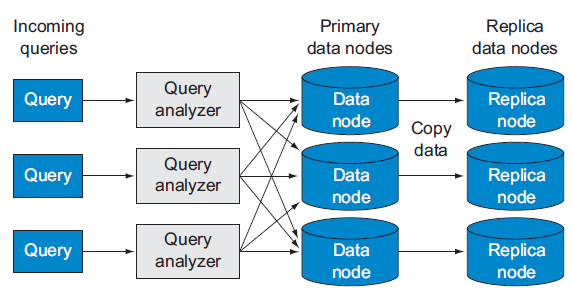 Incoming
queries
Primary
data nodes
Replica
data nodes
Query
Query
analyzer
Data
node
Replica
node
Copy
data
Query
Query
analyzer
Data
node
Replica
node
Query
Query
analyzer
Data
node
Replica
node